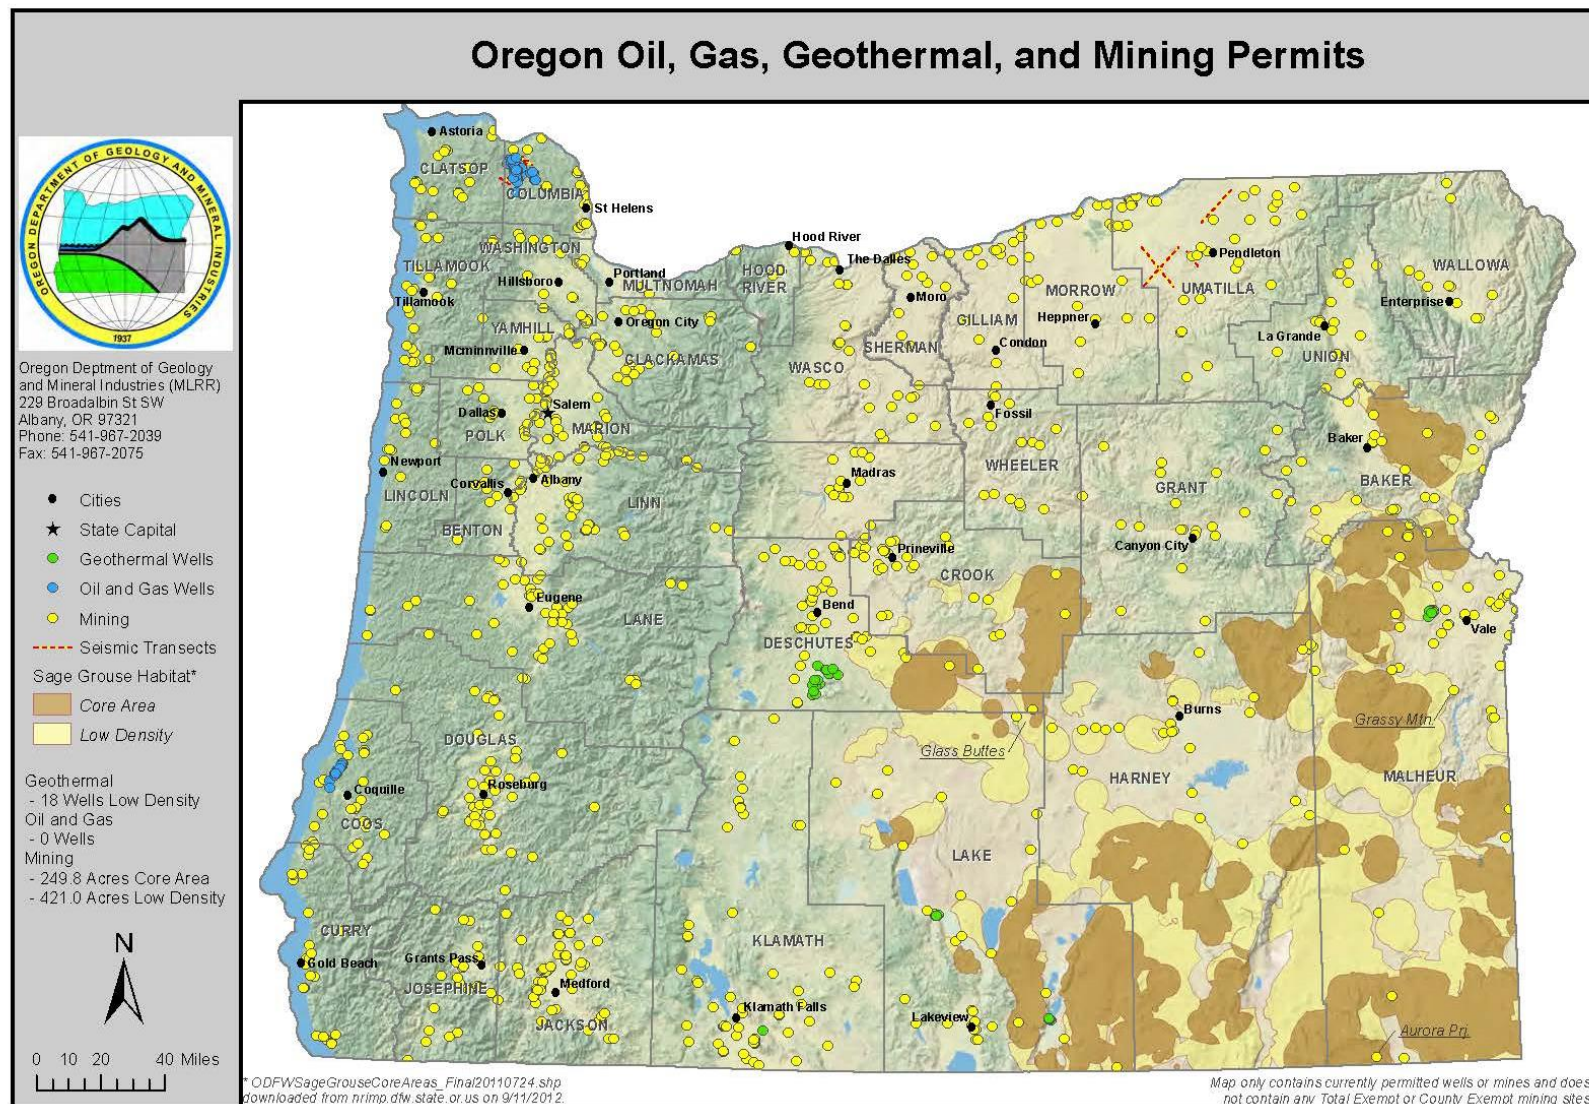 Oregon Oil, Gas, Geothermal, and Mining Permits
OREGON DEPARTMENT OF GEOLOGY AND MINERAL INDUSTRIES
1937
Oregon Deptment of Geology
and Mineral Industries (MLRR)
229 Broadalbin St SW
Albany, OR 97321
Phone: 541-967-2039
Fax: 541-967-2075
Cities
State Capital
Geothermal Wells
Oil and Gas Wells
Mining
Seismic Transects
Sage Grouse Habitat*
Core Area
Low Density
Geothermal
- 18 Wells Low Density
Oil and Gas
- 0 Wells
Mining
- 249.8 Acres Core Area
- 421.0 Acres Low Density
N
0 10 20 40 Miles
Astoria
CLATSOP
COLUMBIA
St Helens
WASHINGTON
TILLAMOOK
Hillsboro
Portland
MULTNOMAH
Tillamook
HOOD
RIVER
Hood River
The Dalles
Moro
Pendleton
WALLOWA
Enterprise
MORROW
UMATILLA
Heppner
GILLIAM
Oregon City
YAMHILL
Mcminnville
CLACKAMAS
WASCO
SHERMAN
Condon
La Grande
UNION
Dallas
Salem
POLK
MARION
Fossil
Baker
BAKER
Newport
LINCOLN
Corvallis
Albany
LINN
BENTON
Madras
WHEELER
GRANT
Prineville
CROOK
Canyon City
Eugene
LANE
Bend
DESCHUTES
Vale
Burns
Grassy Mtn.
Glass Buttes
HARNEY
MALHEUR
DOUGLAS
Roseburg
Coquille
COOS
LAKE
CURRY
Gold Beach
Grants Pass
JOSEPHINE
Medford
JACKSON
KLAMATH
Klamath Falls
Lakeview
Aurora Prj.
* ODFWSageGrouseCoreAreas_Final20110724.shp
downloaded from nrimp.dfw.state.or.us on 9/11/2012.
Map only contains currently permitted wells or mines and does
not contain any Total Exempt or County Exempt mining sites